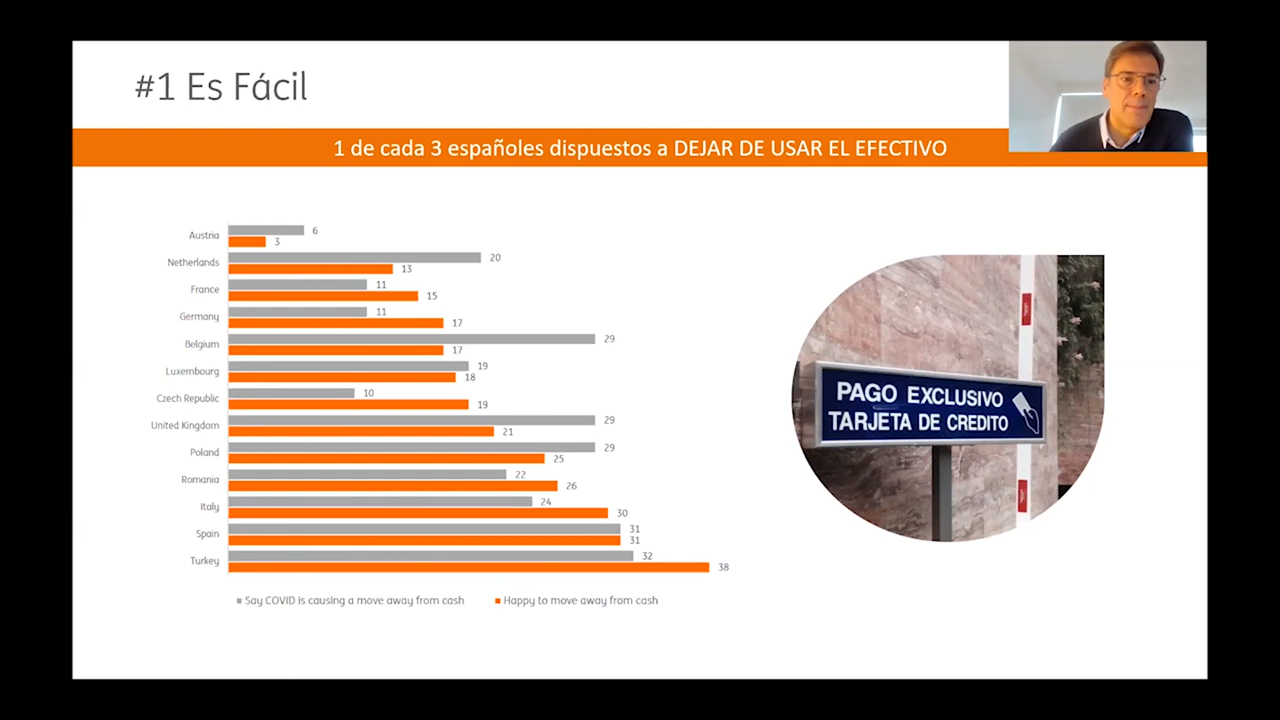 #1 Es Fácil
1 de cada 3 españoles dispuestos a DEJAR DE USAR EL EFECTIVO
Austria 6
3
Netherlands 20
13
France 11
15
Germany 11
17
Belgium 29
17
Luxembourg 19
18
Czech Republic 10
19
United Kingdom 29
21
Poland 29
25
Romania 22
26
Italy 24
30
Spain 31
31
Turkey 32
38
Say COVID is causing a move away from cash Happy to move away from cash
PAGO EXCLUSIVO
TARJETA DE CREDITO